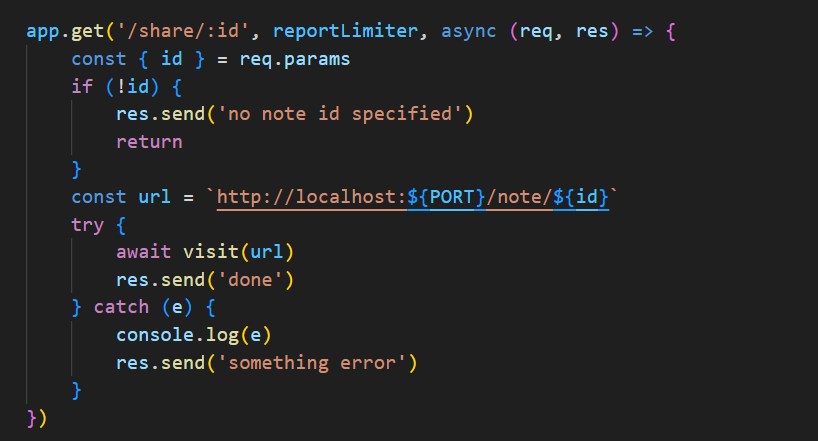 app.get('/share/:id', reportLimiter, async (req, res) => {
    const { id } = req.params
    if (!id) {
        res.send('no note id specified')
        return
    }
    const url = `http://localhost:${PORT}/note/${id}`
    try {
        await visit(url)
        res.send('done')
    } catch (e) {
        console.log(e)
        res.send('something error')
    }
})